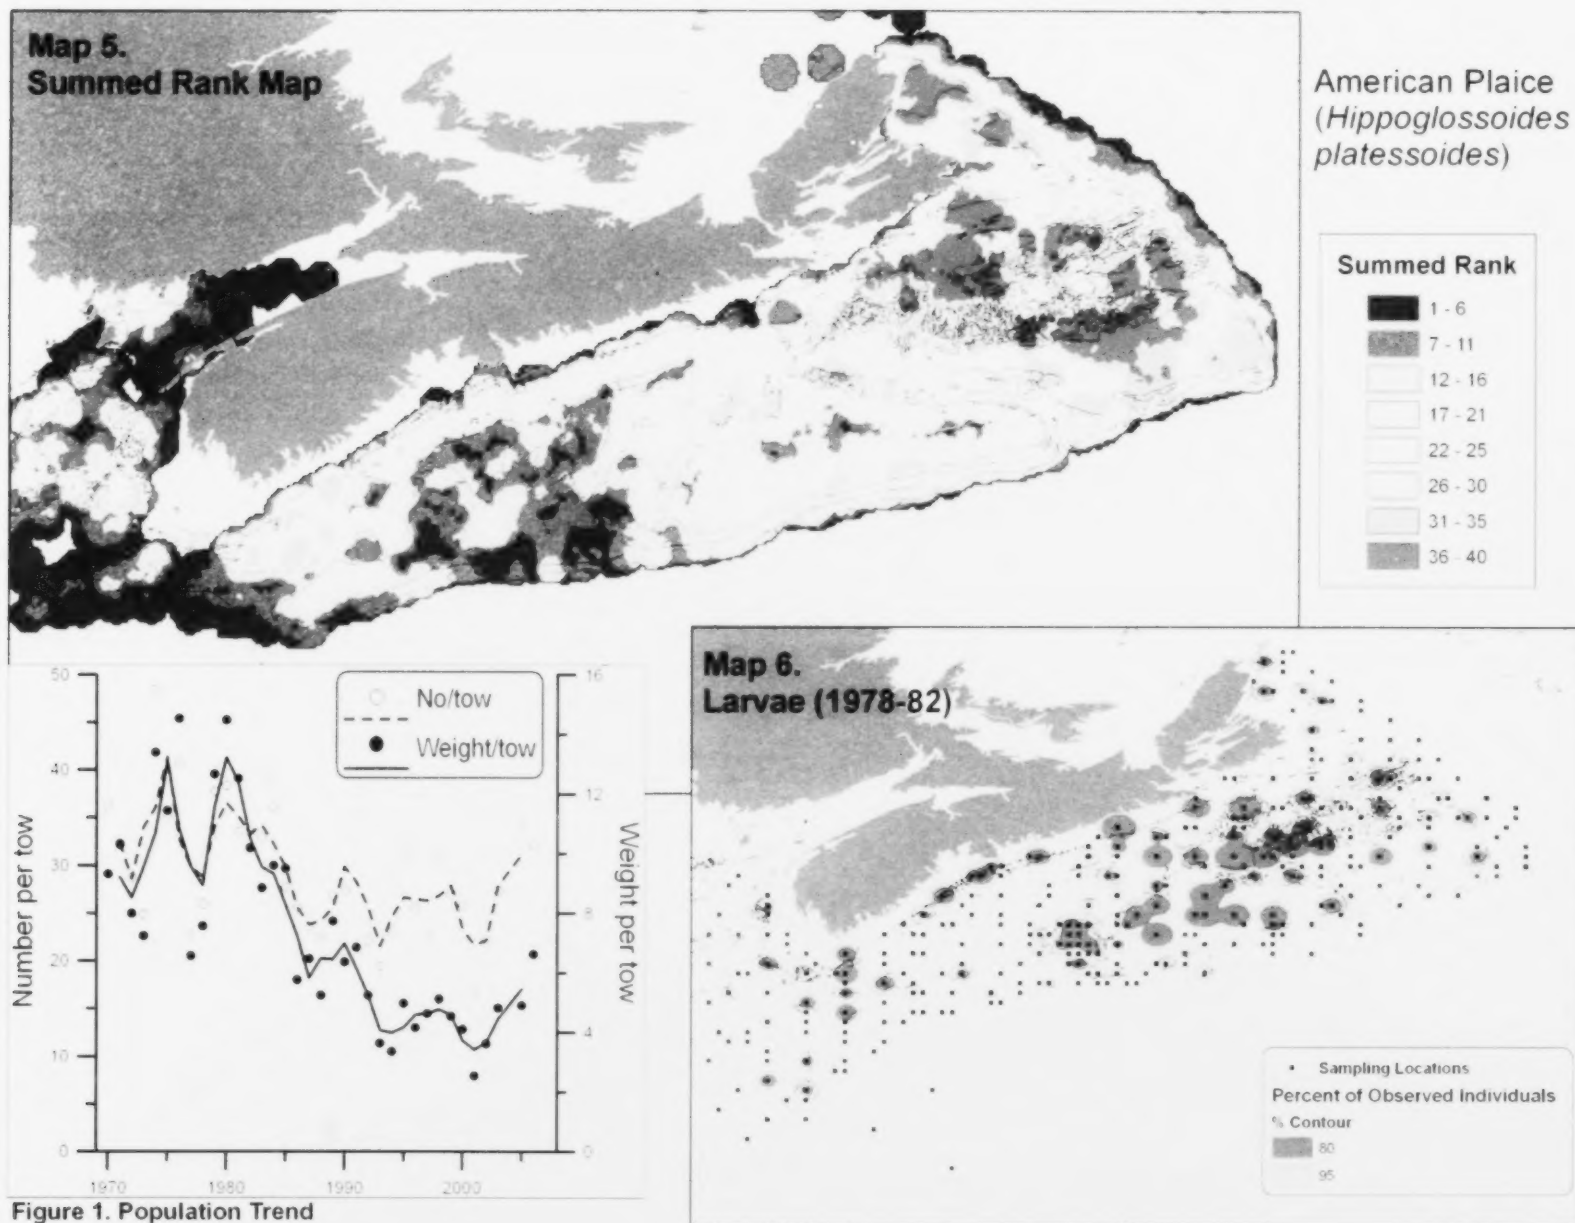 Map 5.
Summed Rank Map
American Plaice
(Hippoglossoides
platessoides)
Summed Rank
1 - 6
7 - 11
12 - 16
17 - 21
22 - 25
26 - 30
31 - 35
36 - 40
50
40
30
20
10
0
Number per tow
No/tow
Weight/tow
16
12
8
4
0
Weight per tow
1970
1980
1990
2000
Figure 1. Population Trend
Map 6.
Larvae (1978-82)
Sampling Locations
Percent of Observed Individuals
% Contour
80
95